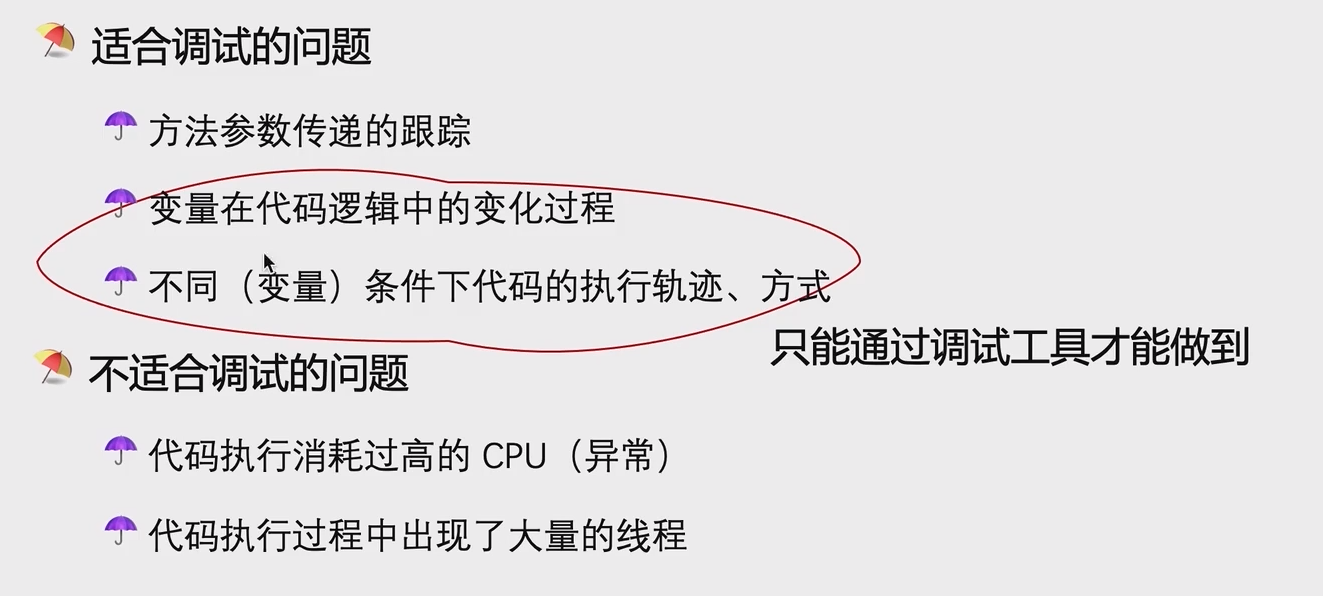 适合调试的问题
方法参数传递的跟踪
变量在代码逻辑中的变化过程
不同（变量）条件下代码的执行轨迹、方式
只能通过调试工具才能做到
不适合调试的问题
代码执行消耗过高的 CPU（异常）
代码执行过程中出现了大量的线程